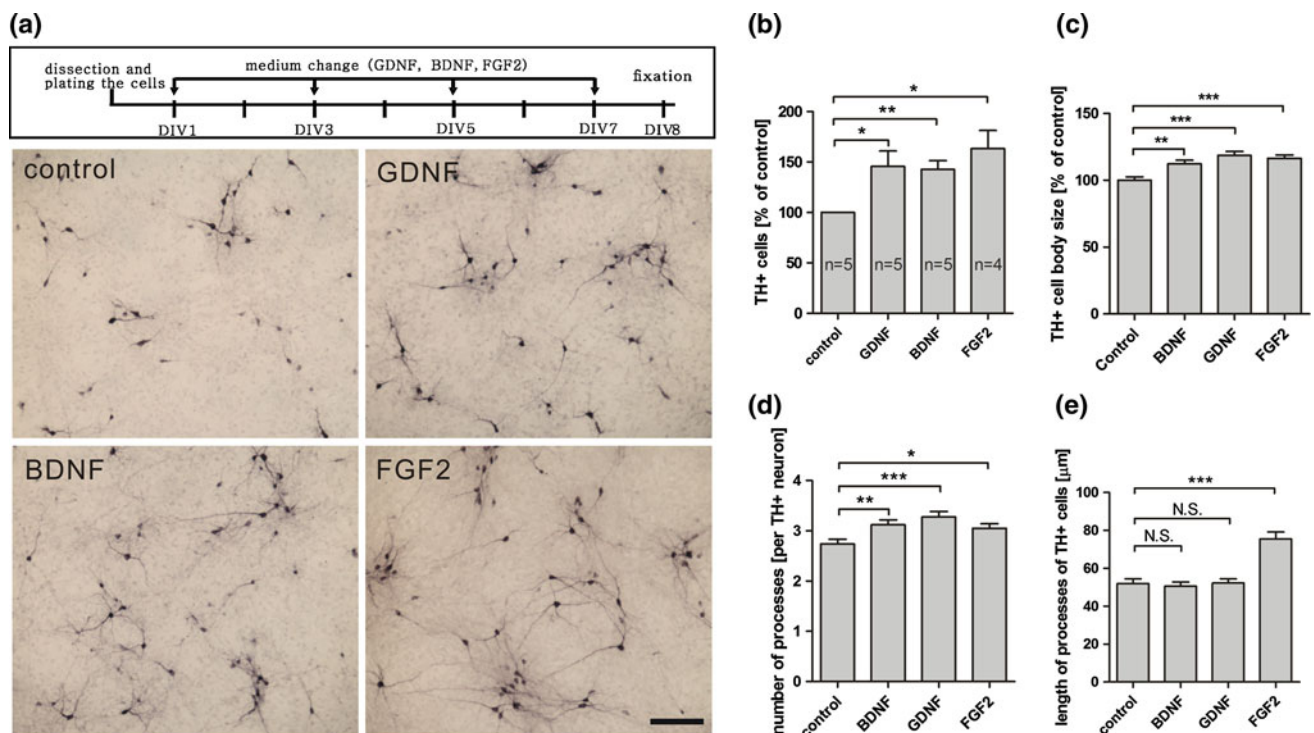 (a)
dissection and
plating the cells
medium change (GDNF, BDNF, FGF2)
fixation
DIV1 DIV3 DIV5 DIV7 DIV8
control
GDNF
BDNF
FGF2
(b)
TH+ cells [% of control]
200
150
100
50
0
*
**
*
n=5 n=5 n=5 n=4
control GDNF BDNF FGF2
(c)
TH+ cell body size [% of control]
150
100
50
0
***
***
**
Control BDNF GDNF FGF2
(d)
number of processes [per TH+ neuron]
4
3
2
1
0
*
***
**
control BDNF GDNF FGF2
(e)
length of processes of TH+ cells [µm]
100
80
60
40
20
0
***
N.S.
N.S.
control BDNF GDNF FGF2